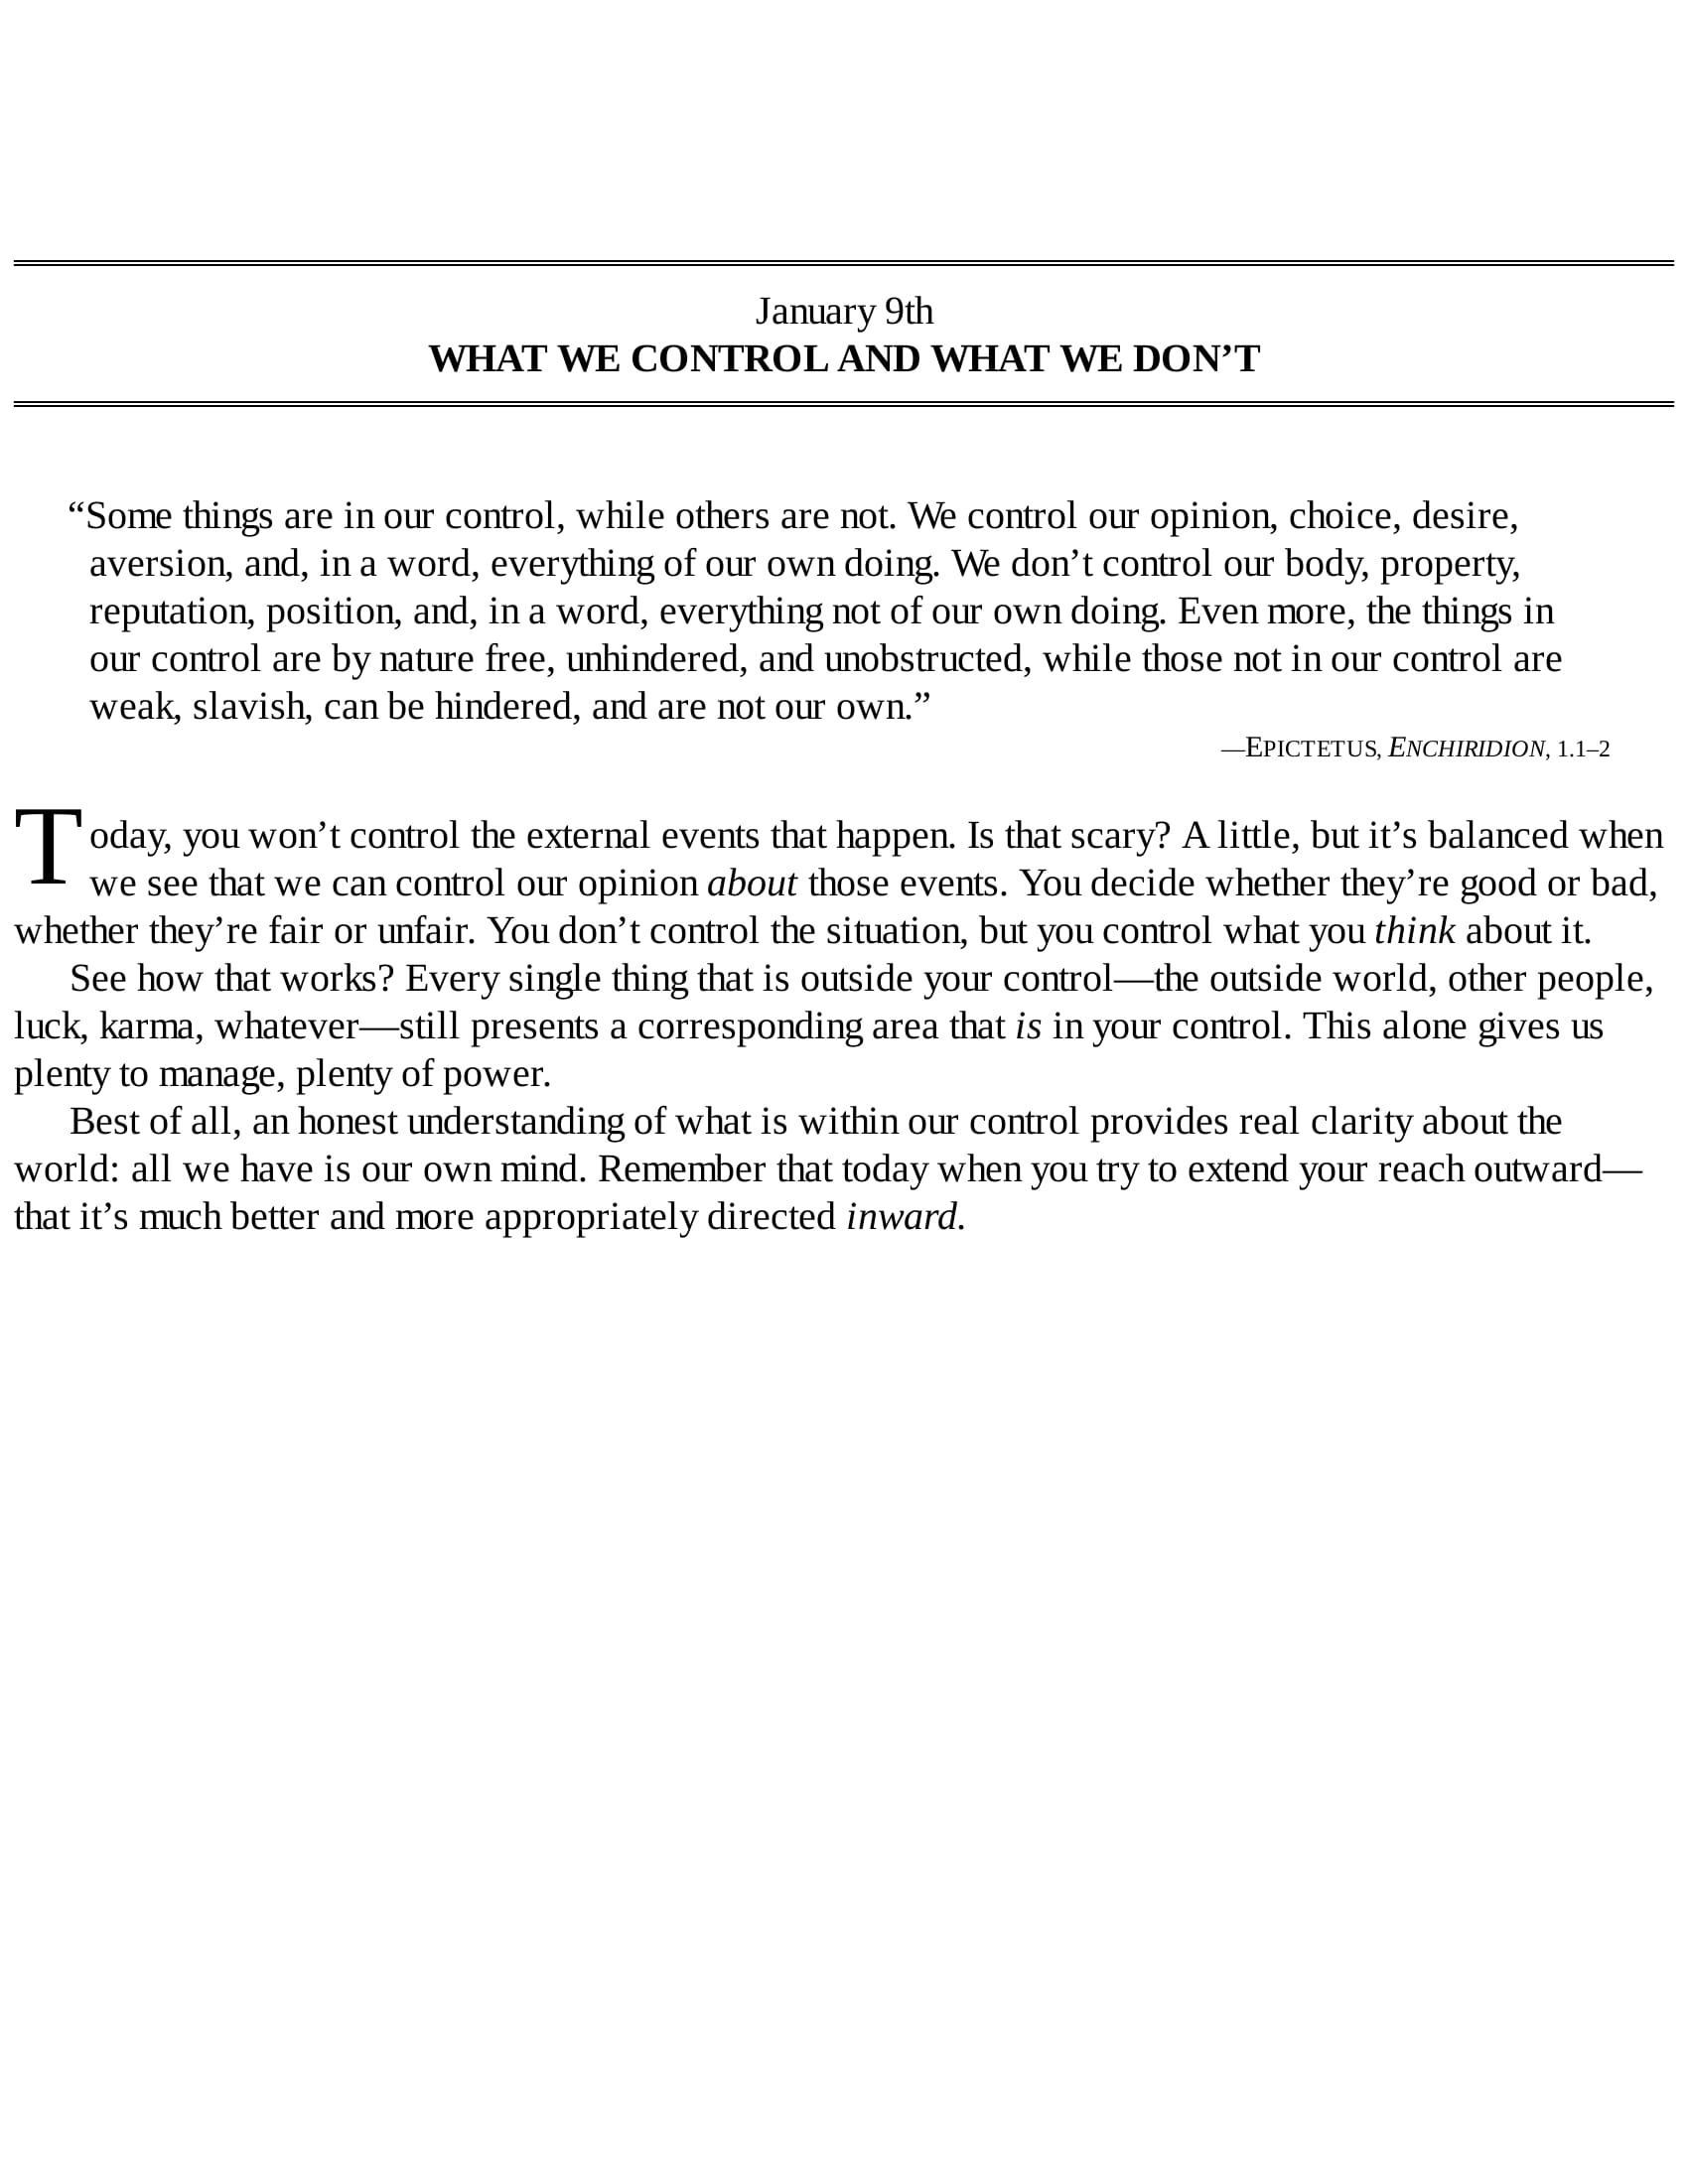 January 9th
WHAT WE CONTROL AND WHAT WE DON’T
“Some things are in our control, while others are not. We control our opinion, choice, desire,
aversion, and, in a word, everything of our own doing. We don’t control our body, property,
reputation, position, and, in a word, everything not of our own doing. Even more, the things in
our control are by nature free, unhindered, and unobstructed, while those not in our control are
weak, slavish, can be hindered, and are not our own.”
—EPICTETUS, ENCHIRIDION, 1.1–2
Today, you won’t control the external events that happen. Is that scary? A little, but it’s balanced when
we see that we can control our opinion about those events. You decide whether they’re good or bad,
whether they’re fair or unfair. You don’t control the situation, but you control what you think about it.
See how that works? Every single thing that is outside your control—the outside world, other people,
luck, karma, whatever—still presents a corresponding area that is in your control. This alone gives us
plenty to manage, plenty of power.
Best of all, an honest understanding of what is within our control provides real clarity about the
world: all we have is our own mind. Remember that today when you try to extend your reach outward—
that it’s much better and more appropriately directed inward.